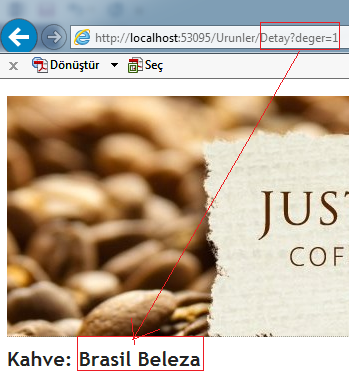 http://localhost:53095/Urunler/Detay?deger=1
x Dönüştür Seç
JUST
COF
Kahve: Brasil Beleza